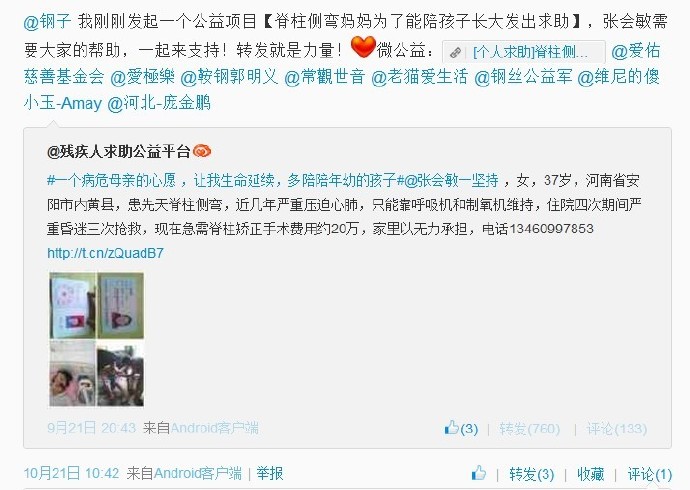 @钢子 我刚刚发起一个公益项目【脊柱侧弯妈妈为了能陪孩子长大发出求助】,张会敏需
要大家的帮助,一起来支持!转发就是力量!微公益: [个人求助]脊柱侧... @爱佑
慈善基金会 @愛極樂 @鞍钢郭明义 @常觀世音 @老猫爱生活 @钢丝公益军 @维尼的傻
小玉-Amay @河北-庞金鹏
@残疾人求助公益平台
#一个病危母亲的心愿,让我生命延续,多陪陪年幼的孩子#@张会敏一坚持 ,女,37岁,河南省安
阳市内黄县,患先天脊柱侧弯,近几年严重压迫心肺,只能靠呼吸机和制氧机维持,住院四次期间严
重昏迷三次抢救,现在急需脊柱矫正手术费用约20万,家里以无力承担,电话13460997853
http://t.cn/zQuadB7
9月21日 20:43 来自Android客户端 (3) | 转发(760) | 评论(133)
10月21日 10:42 来自Android客户端 | 举报 | 转发(3) | 收藏 | 评论(1)